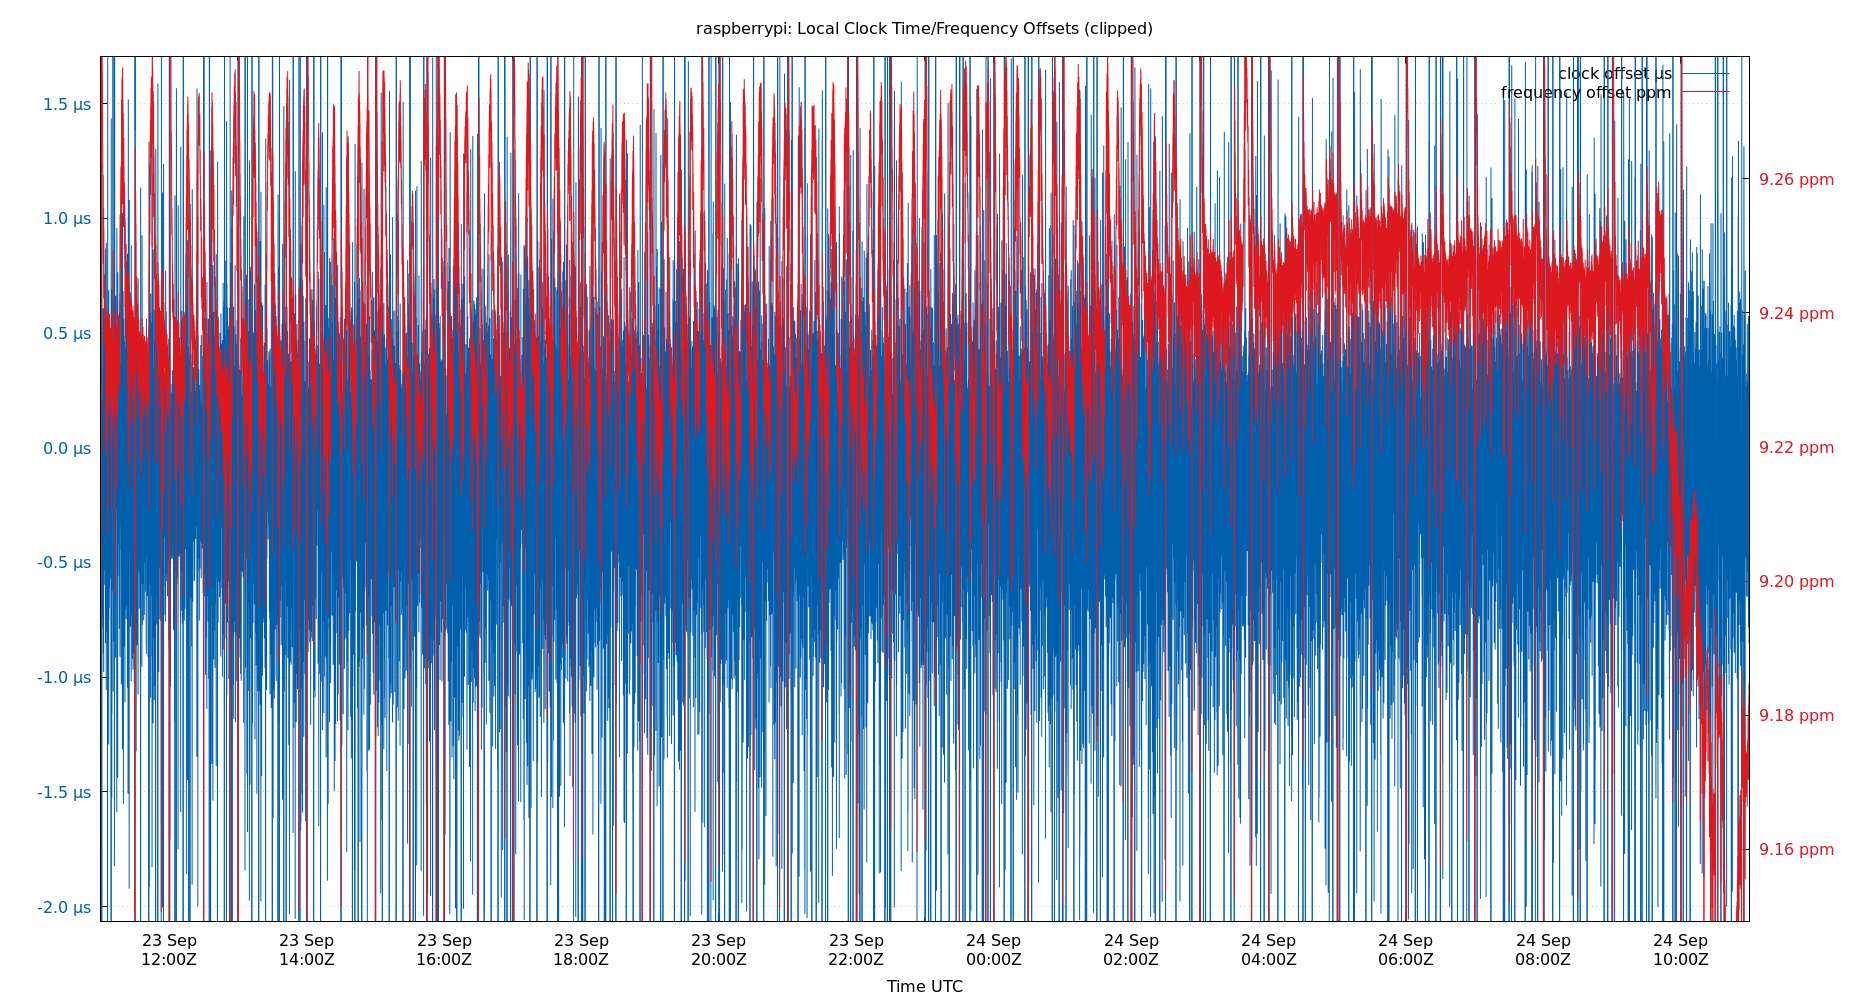 raspberrypi: Local Clock Time/Frequency Offsets (clipped)
clock offset µs
frequency offset ppm
1.5 µs
1.0 µs
0.5 µs
0.0 µs
-0.5 µs
-1.0 µs
-1.5 µs
-2.0 µs
9.26 ppm
9.24 ppm
9.22 ppm
9.20 ppm
9.18 ppm
9.16 ppm
23 Sep 23 Sep 23 Sep 23 Sep 23 Sep 23 Sep 24 Sep 24 Sep 24 Sep 24 Sep 24 Sep 24 Sep
12:00Z 14:00Z 16:00Z 18:00Z 20:00Z 22:00Z 00:00Z 02:00Z 04:00Z 06:00Z 08:00Z 10:00Z
Time UTC